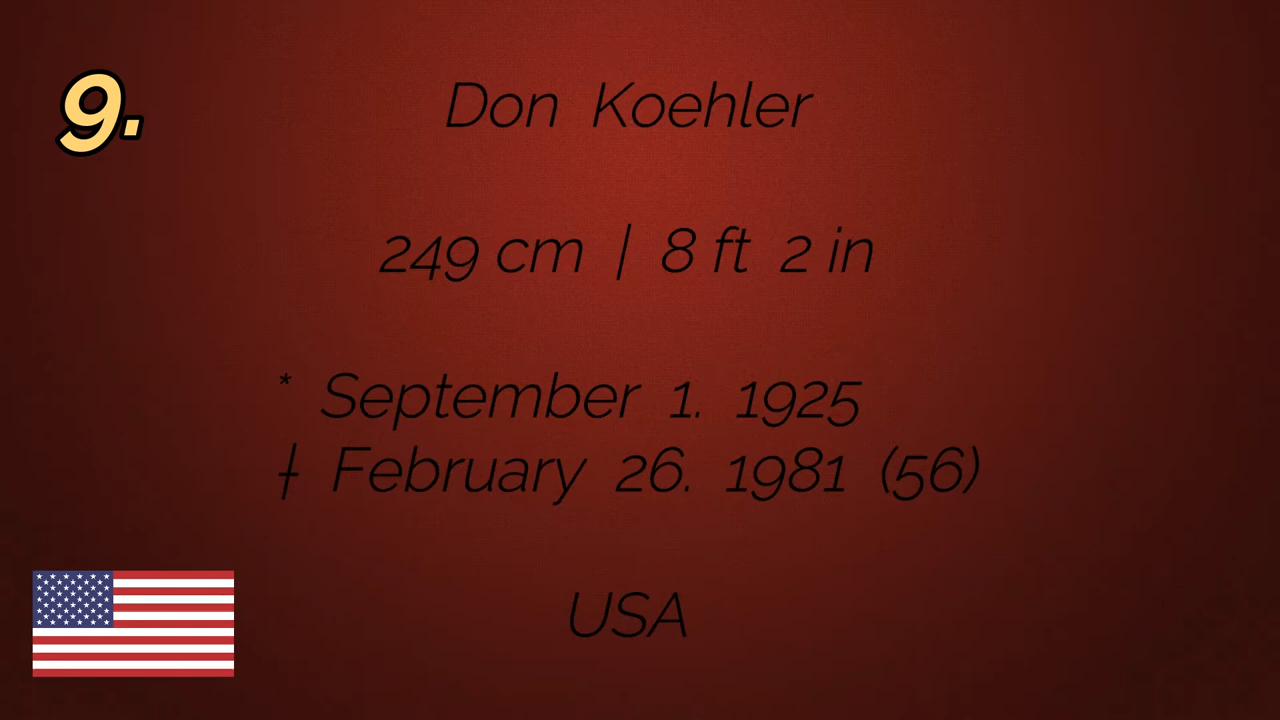 9.
Don Koehler
249 cm | 8 ft 2 in
* September 1. 1925
† February 26. 1981 (56)
USA